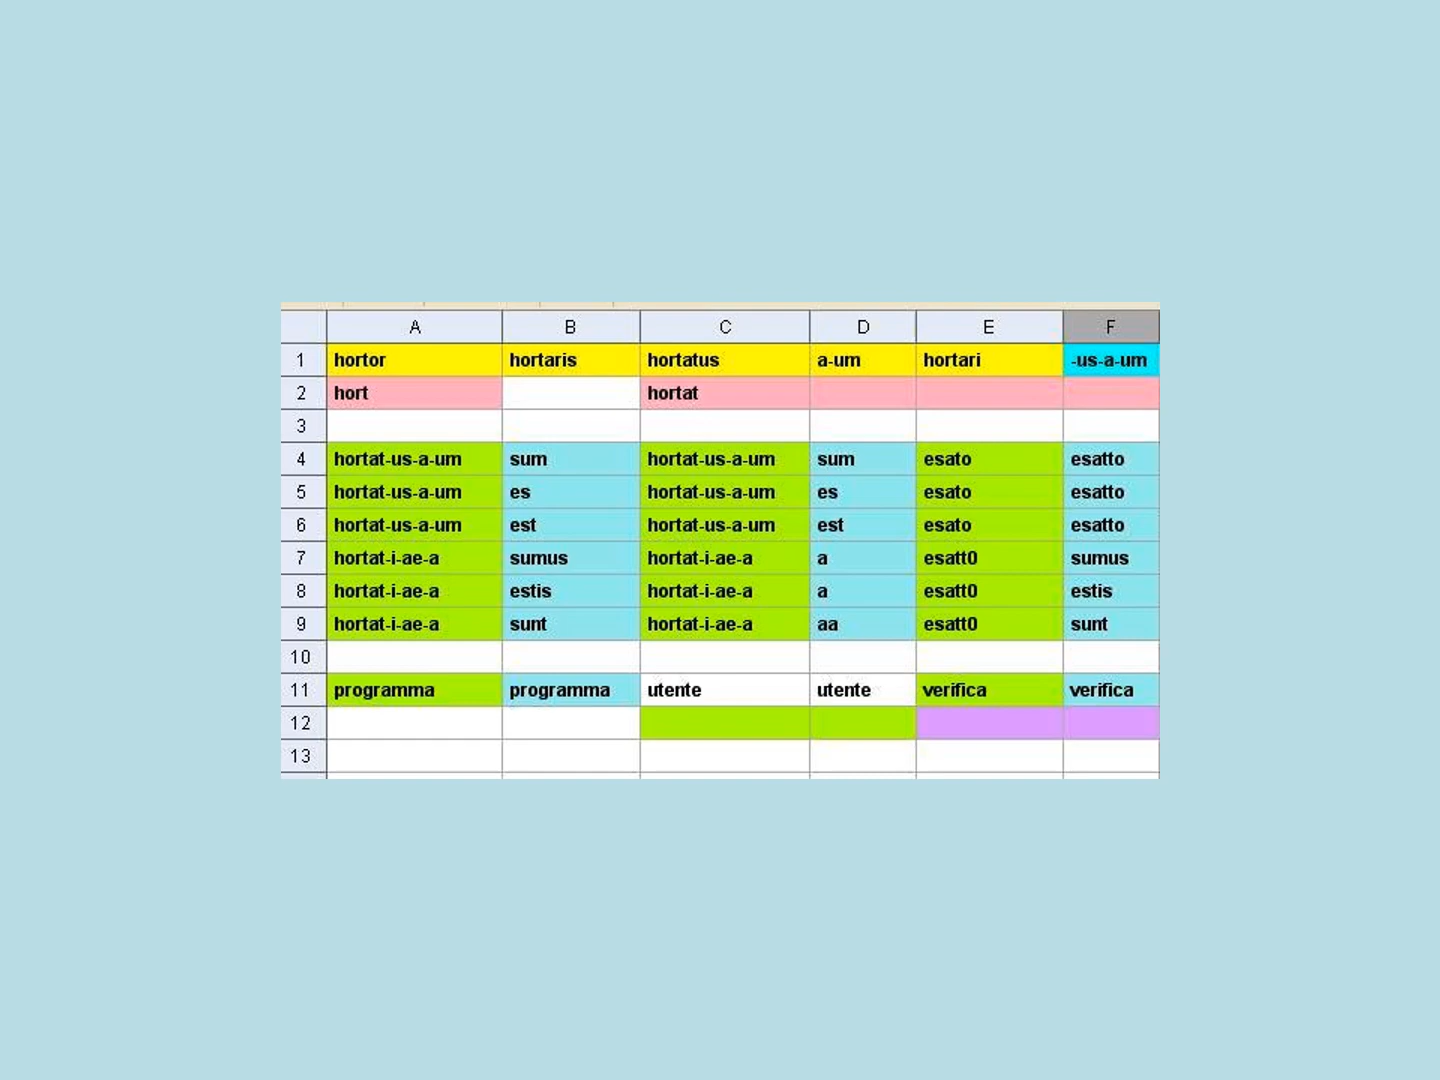 A B C D E F
1 hortor hortaris hortatus a-um hortari -us-a-um
2 hort hortat
3
4 hortat-us-a-um sum hortat-us-a-um sum esato esatto
5 hortat-us-a-um es hortat-us-a-um es esato esatto
6 hortat-us-a-um est hortat-us-a-um est esato esatto
7 hortat-i-ae-a sumus hortat-i-ae-a a esatt0 sumus
8 hortat-i-ae-a estis hortat-i-ae-a a esatt0 estis
9 hortat-i-ae-a sunt hortat-i-ae-a aa esatt0 sunt
10
11 programma programma utente utente verifica verifica
12
13